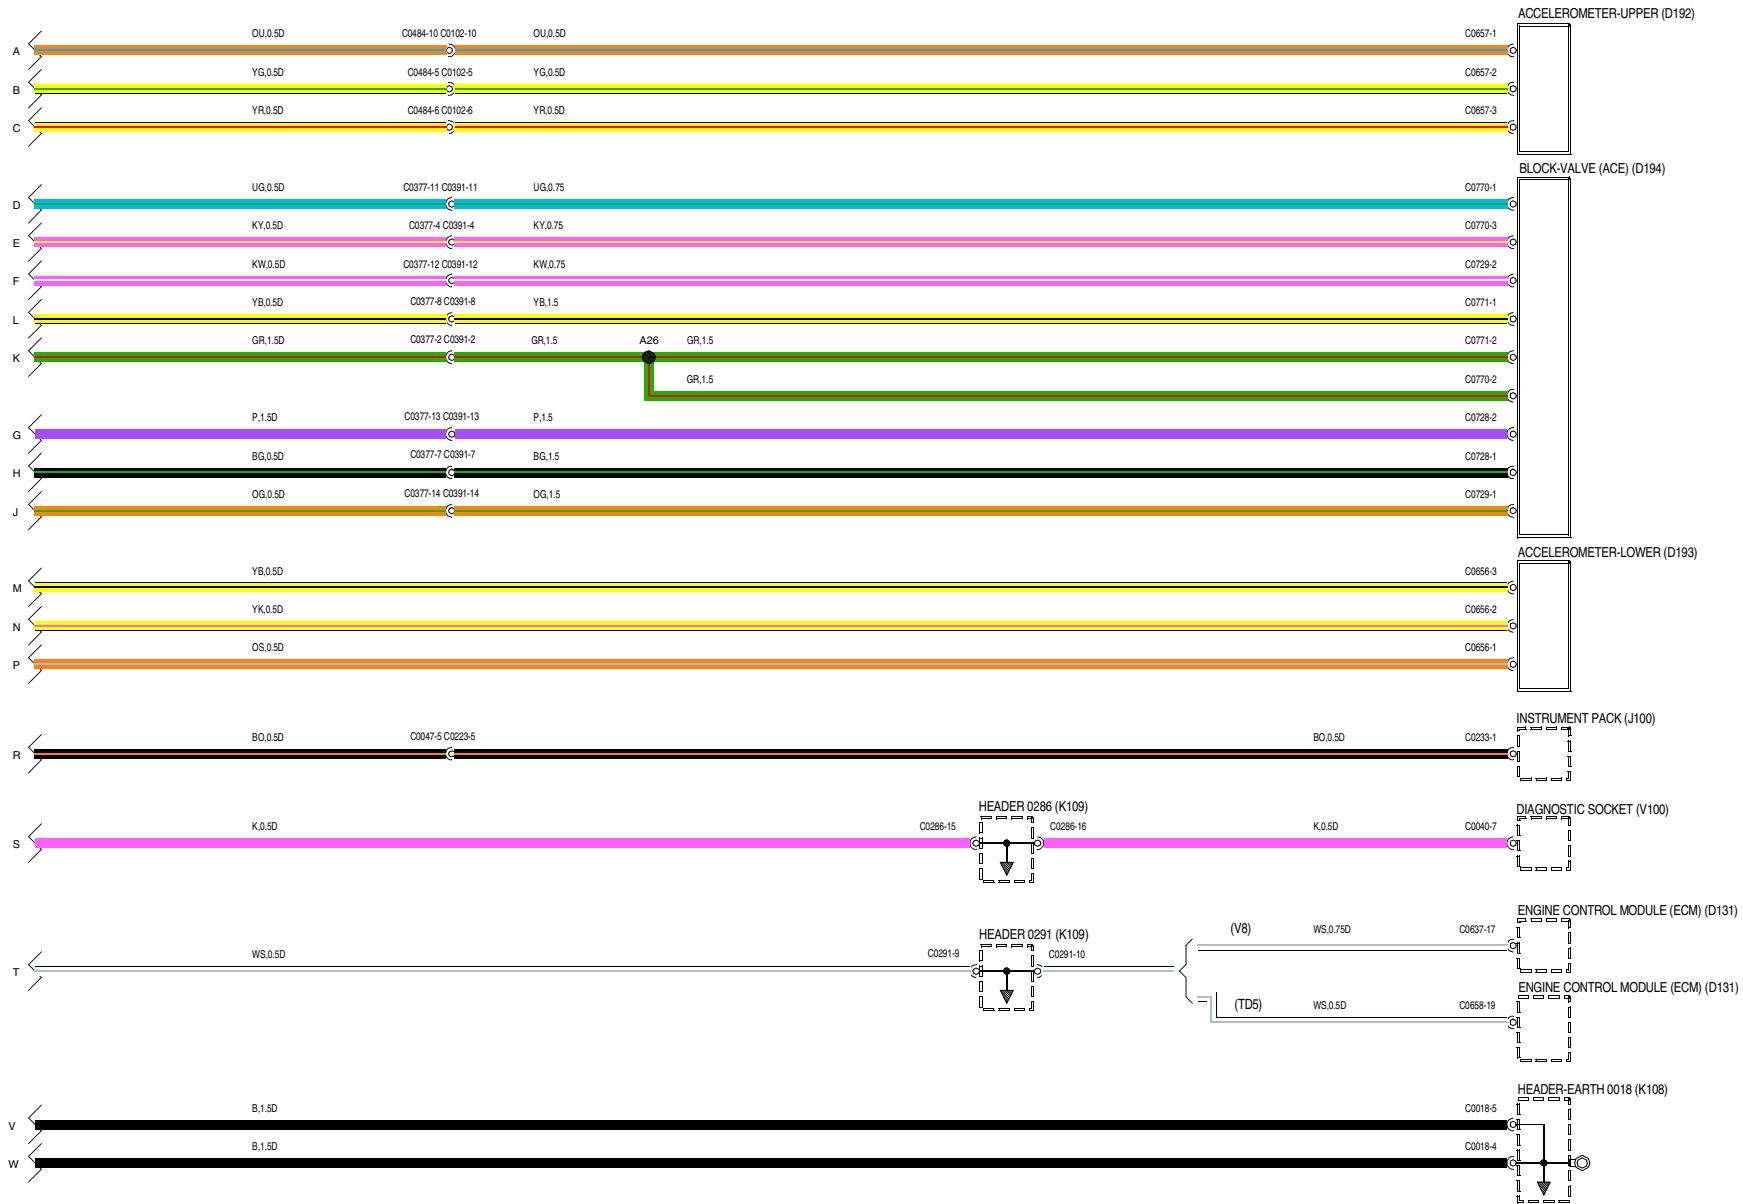 ACCELEROMETER-UPPER (D192)
A OU,0.5D C0484-10 C0102-10 OU,0.5D C0657-1
B YG,0.5D C0484-5 C0102-5 YG,0.5D C0657-2
C YR,0.5D C0484-6 C0102-6 YR,0.5D C0657-3
BLOCK-VALVE (ACE) (D194)
D UG,0.5D C0377-11 C0391-11 UG,0.75 C0770-1
E KY,0.5D C0377-4 C0391-4 KY,0.75 C0770-3
F KW,0.5D C0377-12 C0391-12 KW,0.75 C0729-2
L YB,0.5D C0377-8 C0391-8 YB,1.5 C0771-1
K GR,1.5D C0377-2 C0391-2 GR,1.5 A26 GR,1.5 C0771-2
GR,1.5 C0770-2
G P,1.5D C0377-13 C0391-13 P,1.5 C0728-2
H BG,0.5D C0377-7 C0391-7 BG,1.5 C0728-1
J OG,0.5D C0377-14 C0391-14 OG,1.5 C0729-1
ACCELEROMETER-LOWER (D193)
M YB,0.5D C0656-3
N YK,0.5D C0656-2
P OS,0.5D C0656-1
INSTRUMENT PACK (J100)
R BO,0.5D C0047-5 C0223-5 BO,0.5D C0233-1
HEADER 0286 (K109) DIAGNOSTIC SOCKET (V100)
S K,0.5D C0286-15 C0286-16 K,0.5D C0040-7
ENGINE CONTROL MODULE (ECM) (D131)
(V8) WS,0.75D C0637-17
HEADER 0291 (K109)
T WS,0.5D C0291-9 C0291-10
ENGINE CONTROL MODULE (ECM) (D131)
(TD5) WS,0.5D C0658-19
HEADER-EARTH 0018 (K108)
V B,1.5D C0018-5
W B,1.5D C0018-4